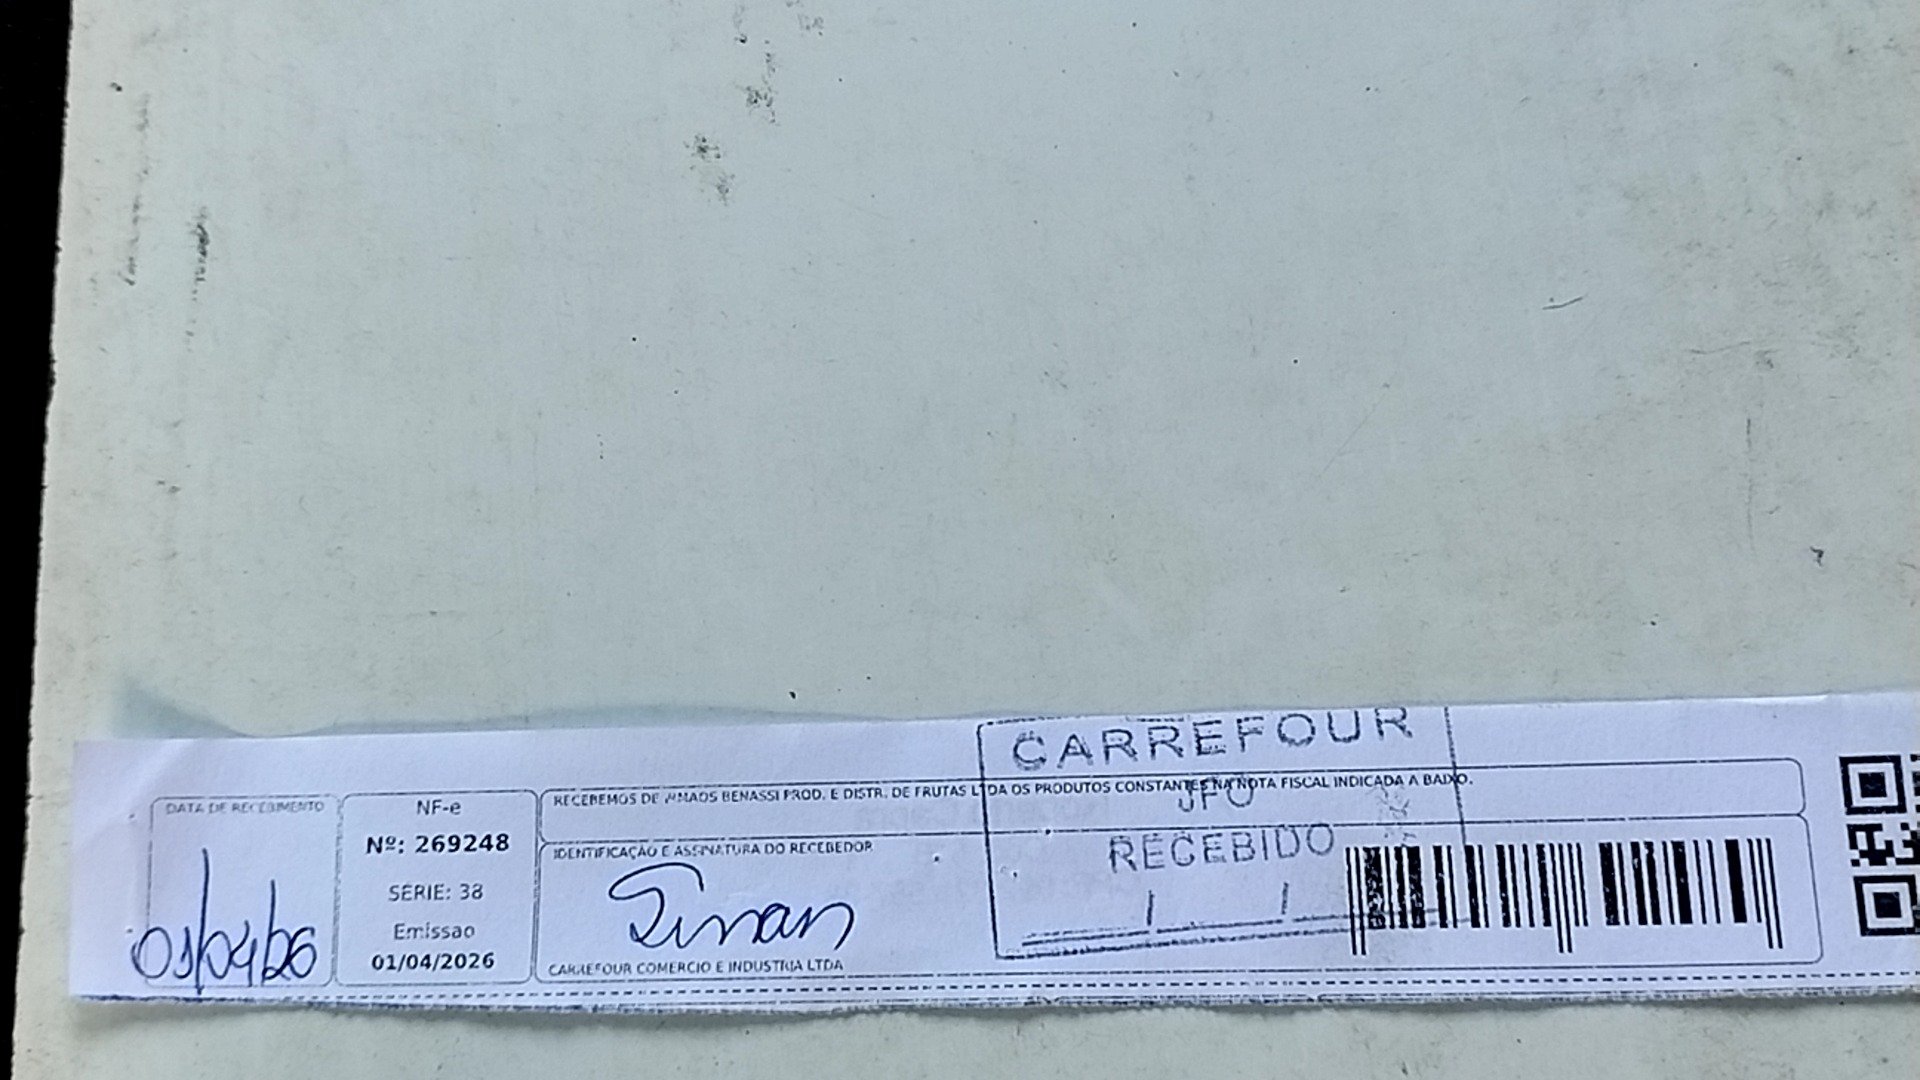 CARREFOUR
RECEBEMOS DE IRMAOS BENASSI PROD. E DISTR. DE FRUTAS LTDA OS PRODUTOS CONSTANTES NA NOTA FISCAL INDICADA A BAIXO.
JFO
RECEBIDO
DATA DE RECEBIMENTO
01/04/26
NF-e
Nº: 269248
SÉRIE: 38
Emissao
01/04/2026
IDENTIFICAÇÃO E ASSINATURA DO RECEBEDOR
CARREFOUR COMERCIO E INDUSTRIA LTDA